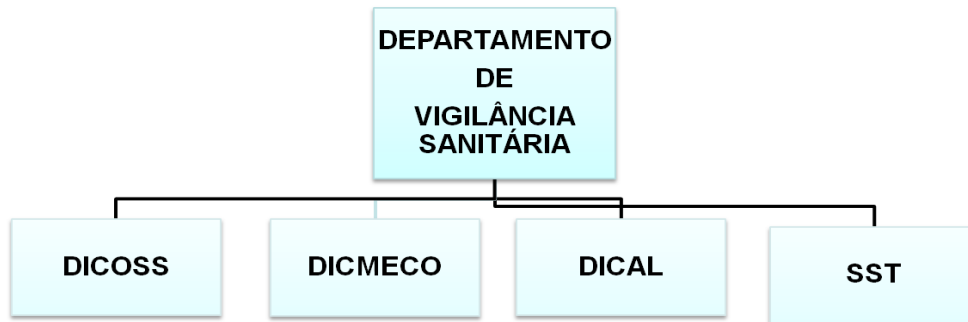 DEPARTAMENTO
DE
VIGILÂNCIA
SANITÁRIA
DICOSS
DICMECO
DICAL
SST